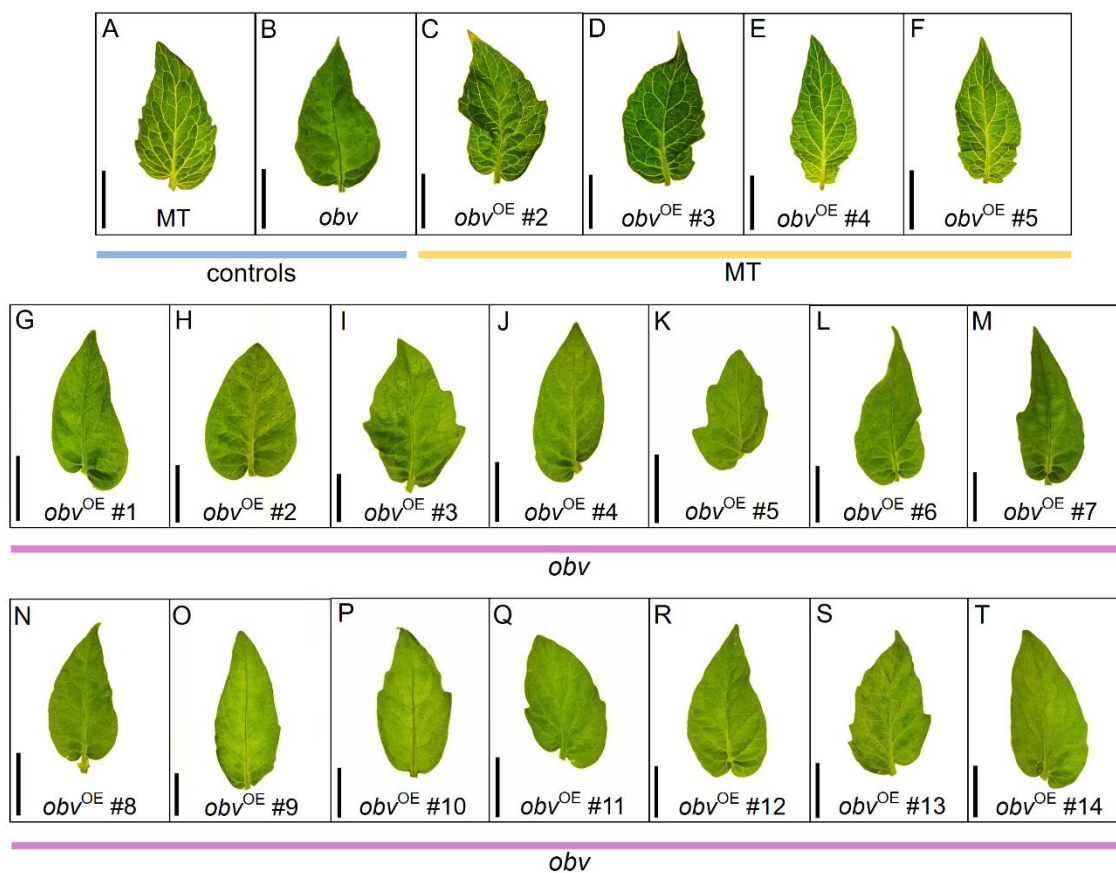 A B C D E F
MT obv obvOE #2 obvOE #3 obvOE #4 obvOE #5
controls MT
G H I J K L M
obvOE #1 obvOE #2 obvOE #3 obvOE #4 obvOE #5 obvOE #6 obvOE #7
obv
N O P Q R S T
obvOE #8 obvOE #9 obvOE #10 obvOE #11 obvOE #12 obvOE #13 obvOE #14
obv